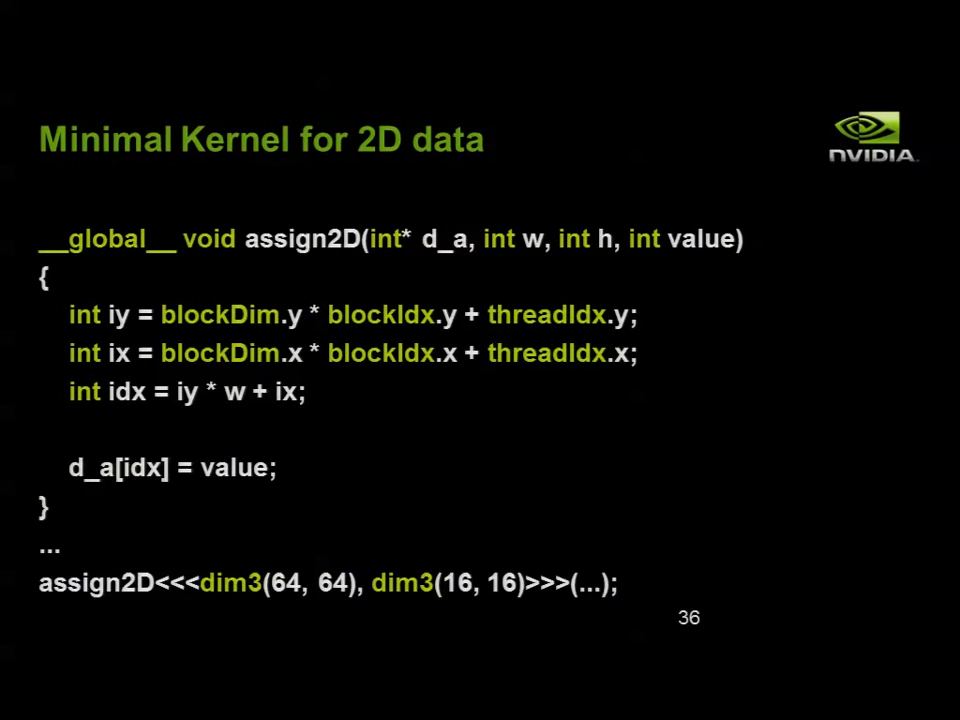 Minimal Kernel for 2D data
NVIDIA.
__global__ void assign2D(int* d_a, int w, int h, int value)
{
int iy = blockDim.y * blockIdx.y + threadIdx.y;
int ix = blockDim.x * blockIdx.x + threadIdx.x;
int idx = iy * w + ix;
d_a[idx] = value;
}
...
assign2D<<<dim3(64, 64), dim3(16, 16)>>>(...);
36